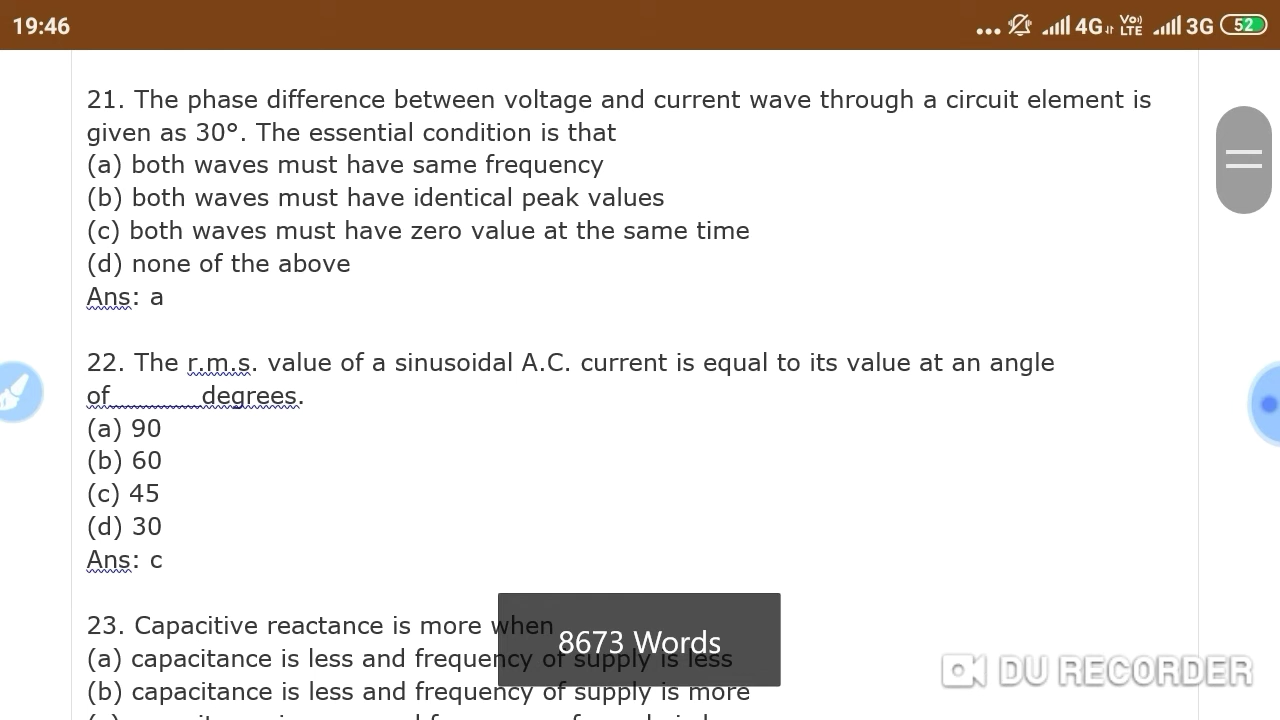 19:46
... 4G Vo)) LTE 3G 52
21. The phase difference between voltage and current wave through a circuit element is
given as 30°. The essential condition is that
(a) both waves must have same frequency
(b) both waves must have identical peak values
(c) both waves must have zero value at the same time
(d) none of the above
Ans: a
22. The r.m.s. value of a sinusoidal A.C. current is equal to its value at an angle
of_______degrees.
(a) 90
(b) 60
(c) 45
(d) 30
Ans: c
23. Capacitive reactance is more when
8673 Words
(a) capacitance is less and frequency of supply is less
(b) capacitance is less and frequency of supply is more
DU RECORDER